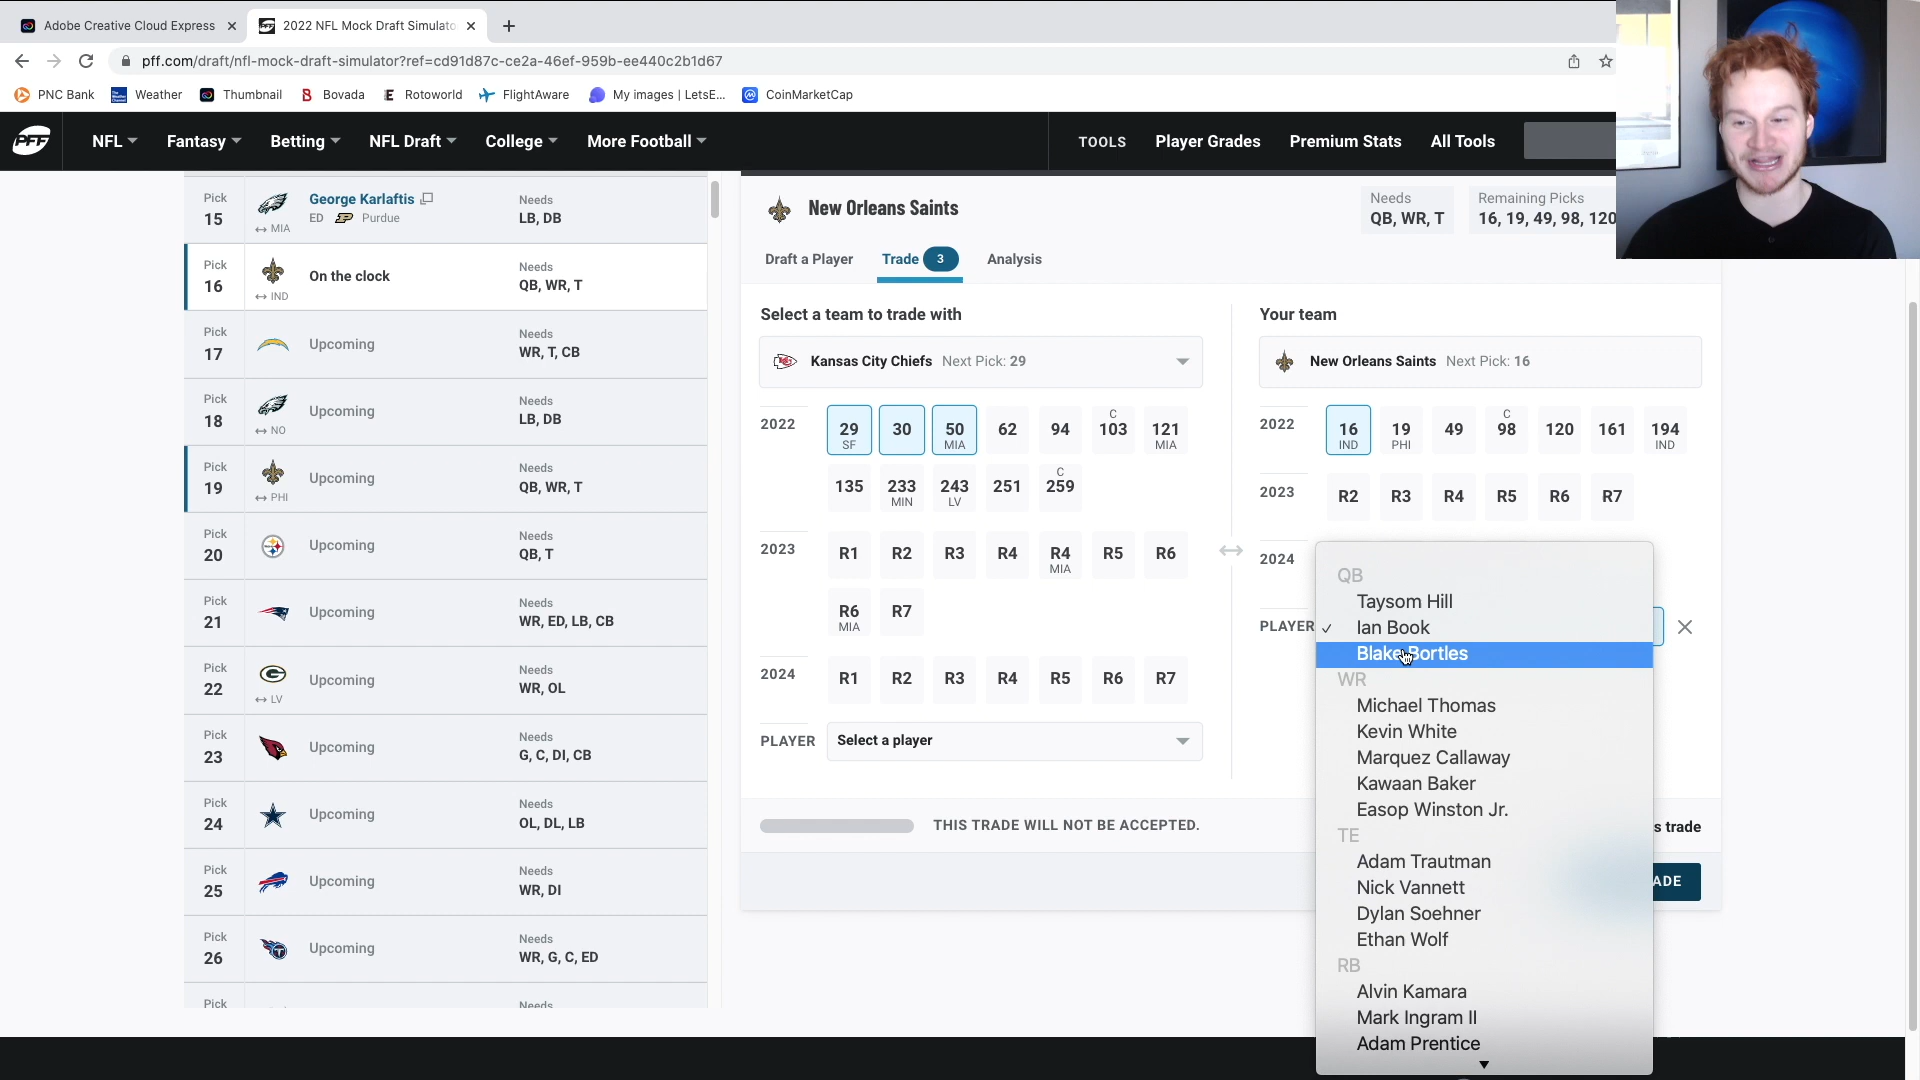 Adobe Creative Cloud Express
2022 NFL Mock Draft Simulato
pff.com/draft/nfl-mock-draft-simulator?ref=cd91d87c-ce2a-46ef-959b-ee440c2b1d67
PNC Bank
Weather
Thumbnail
Bovada
Rotoworld
FlightAware
My images | LetsE...
CoinMarketCap
PFF
NFL
Fantasy
Betting
NFL Draft
College
More Football
TOOLS
Player Grades
Premium Stats
All Tools
Pick 15
MIA
George Karlaftis
ED Purdue
Needs
LB, DB
Pick 16
IND
On the clock
Needs
QB, WR, T
Pick 17
Upcoming
Needs
WR, T, CB
Pick 18
NO
Upcoming
Needs
LB, DB
Pick 19
PHI
Upcoming
Needs
QB, WR, T
Pick 20
Upcoming
Needs
QB, T
Pick 21
Upcoming
Needs
WR, ED, LB, CB
Pick 22
LV
Upcoming
Needs
WR, OL
Pick 23
Upcoming
Needs
G, C, DI, CB
Pick 24
Upcoming
Needs
OL, DL, LB
Pick 25
Upcoming
Needs
WR, DI
Pick 26
Upcoming
Needs
WR, G, C, ED
Pick
Needs
New Orleans Saints
Needs
QB, WR, T
Remaining Picks
16, 19, 49, 98, 120
Draft a Player
Trade 3
Analysis
Select a team to trade with
Kansas City Chiefs Next Pick: 29
2022
29 SF
30
50 MIA
62
94
C 103
121 MIA
135
233 MIN
243 LV
251
C 259
2023
R1 R2 R3 R4 R4 MIA R5 R6
R6 MIA R7
2024
R1 R2 R3 R4 R5 R6 R7
PLAYER
Select a player
Your team
New Orleans Saints Next Pick: 16
2022
16 IND
19 PHI
49
C 98
120
161
194 IND
2023
R2 R3 R4 R5 R6 R7
2024
PLAYER
QB
Taysom Hill
✓ Ian Book
Blake Bortles
WR
Michael Thomas
Kevin White
Marquez Callaway
Kawaan Baker
Easop Winston Jr.
TE
Adam Trautman
Nick Vannett
Dylan Soehner
Ethan Wolf
RB
Alvin Kamara
Mark Ingram II
Adam Prentice
THIS TRADE WILL NOT BE ACCEPTED.
s trade
ADE